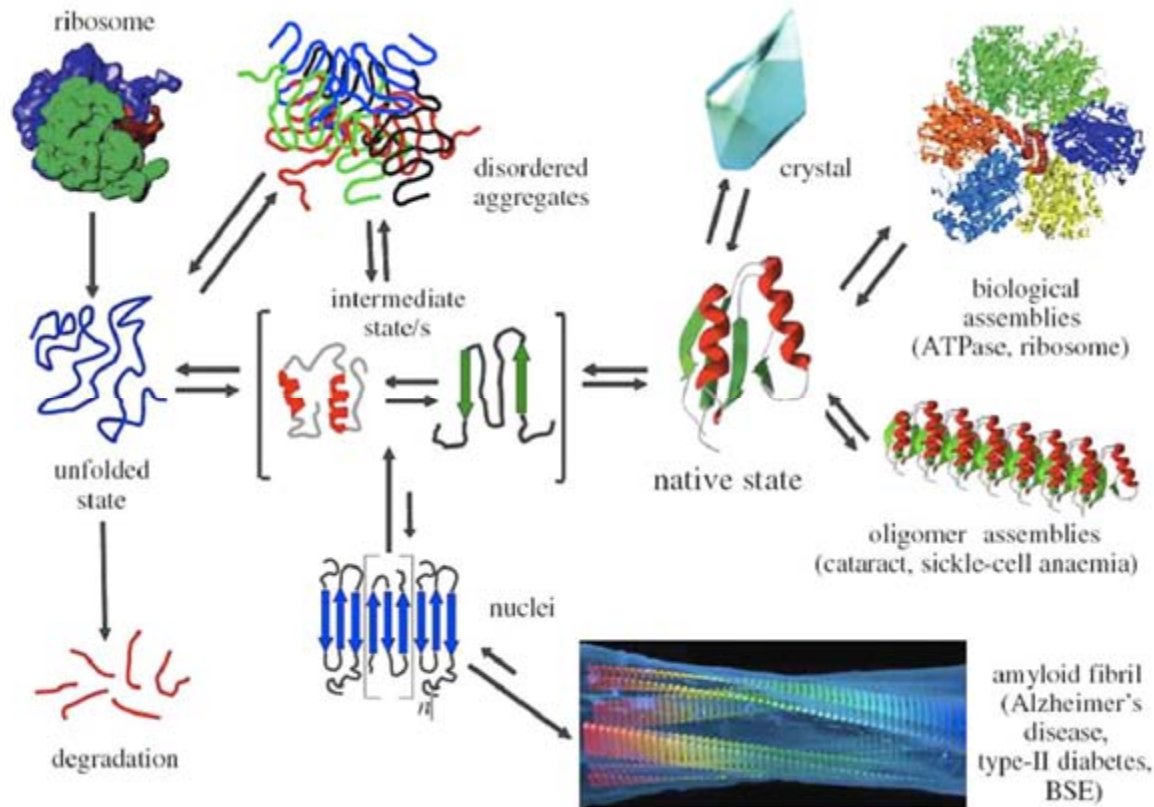 ribosome
disordered
aggregates
crystal
biological
assemblies
(ATPase, ribosome)
intermediate
state/s
unfolded
state
native state
oligomer assemblies
(cataract, sickle-cell anaemia)
nuclei
n
degradation
amyloid fibril
(Alzheimer's
disease,
type-II diabetes,
BSE)